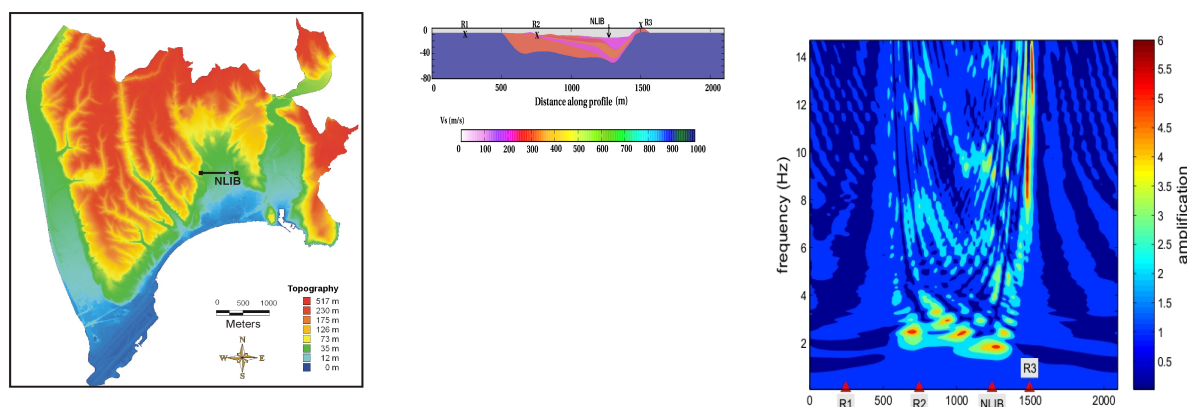 NLIB
Topography
517 m
230 m
175 m
126 m
73 m
35 m
12 m
0 m
0 500 1000
Meters
N
W E
S
R1 R2 NLIB R3
0
-40
-80
0 500 1000 1500 2000
Distance along profile (m)
Vs (m/s)
0 100 200 300 400 500 600 700 800 900 1000
frequency (Hz)
14
12
10
8
6
4
2
R3
R1 R2 NLIB
0 500 1000 1500 2000
6
5.5
5
4.5
4
3.5
3
2.5
2
1.5
1
0.5
amplification